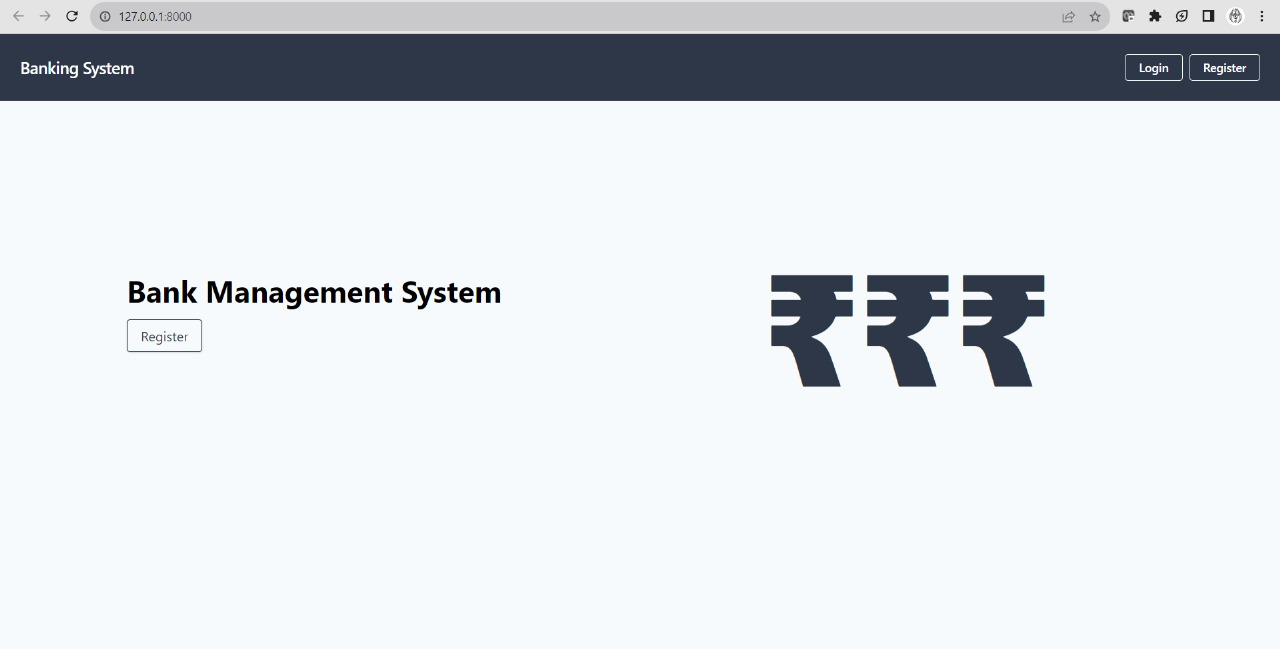 127.0.0.1:8000
Banking System
Login Register
Bank Management System
Register
₹₹₹